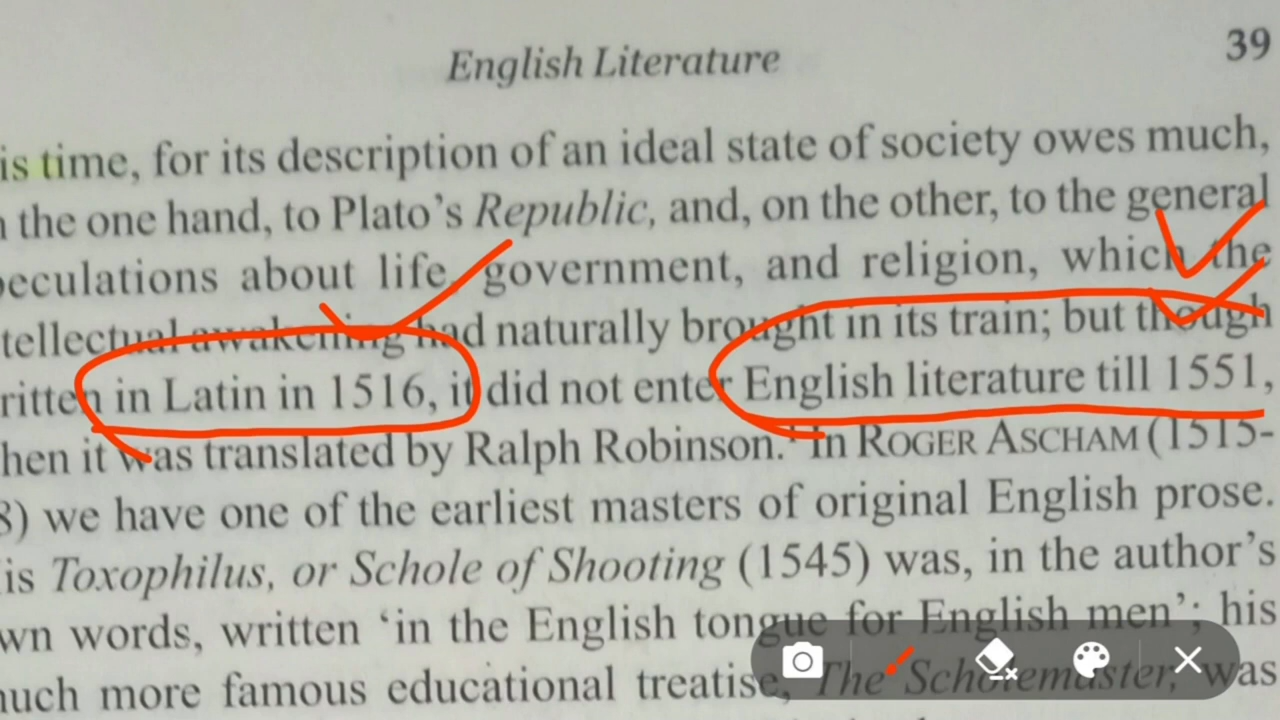 English Literature
39
is time, for its description of an ideal state of society owes much,
the one hand, to Plato's Republic, and, on the other, to the general
eculations about life, government, and religion, which the
tellectual awakening had naturally brought in its train; but though
ritten in Latin in 1516, it did not enter English literature till 1551,
hen it was translated by Ralph Robinson. In ROGER ASCHAM (1515-
8) we have one of the earliest masters of original English prose.
is Toxophilus, or Schole of Shooting (1545) was, in the author's
wn words, written 'in the English tongue for English men'; his
uch more famous educational treatise, The Scholemaster, was